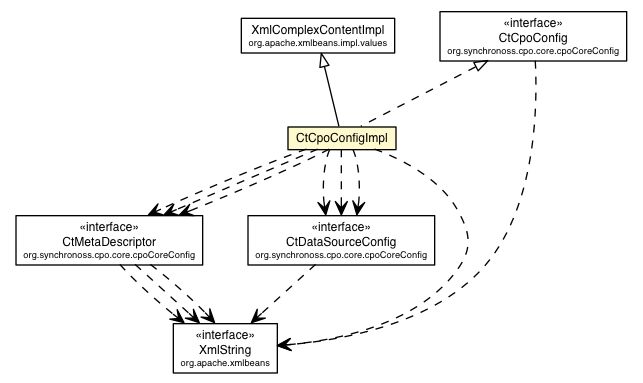 XmlComplexContentImpl
org.apache.xmlbeans.impl.values
«interface»
CtCpoConfig
org.synchronoss.cpo.core.cpoCoreConfig
CtCpoConfigImpl
«interface»
CtMetaDescriptor
org.synchronoss.cpo.core.cpoCoreConfig
«interface»
CtDataSourceConfig
org.synchronoss.cpo.core.cpoCoreConfig
«interface»
XmlString
org.apache.xmlbeans